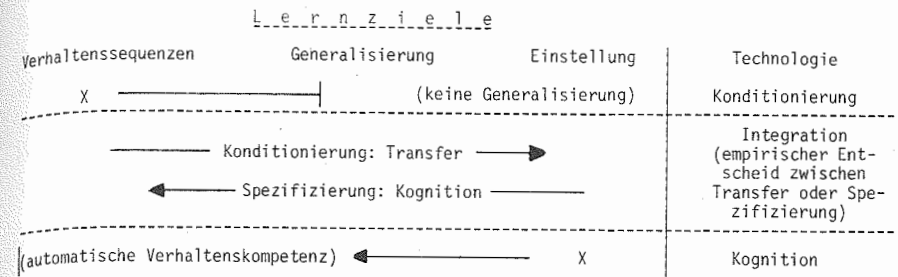 L e r n z i e l e
Verhaltenssequenzen Generalisierung Einstellung Technologie
X (keine Generalisierung) Konditionierung
Konditionierung: Transfer
Spezifizierung: Kognition
Integration
(empirischer Ent-
scheid zwischen
Transfer oder Spe-
zifizierung)
(automatische Verhaltenskompetenz) X Kognition